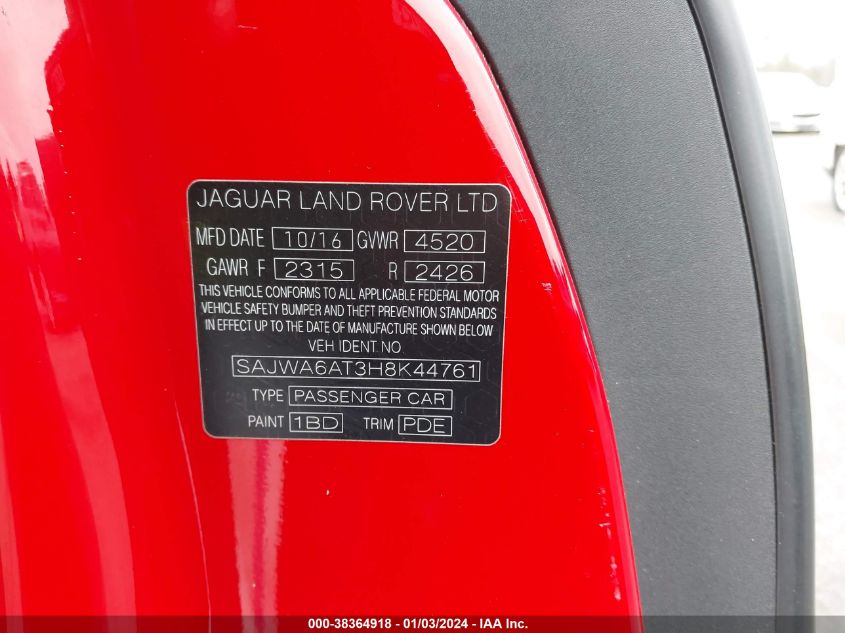 JAGUAR LAND ROVER LTD
MFD DATE 10/16 GVWR 4520
GAWR F 2315 R 2426
THIS VEHICLE CONFORMS TO ALL APPLICABLE FEDERAL MOTOR
VEHICLE SAFETY BUMPER AND THEFT PREVENTION STANDARDS
IN EFFECT UP TO THE DATE OF MANUFACTURE SHOWN BELOW
VEH IDENT NO
SAJWA6AT3H8K44761
TYPE PASSENGER CAR
PAINT 1BD TRIM PDE
000-38364918 - 01/03/2024 - IAA Inc.